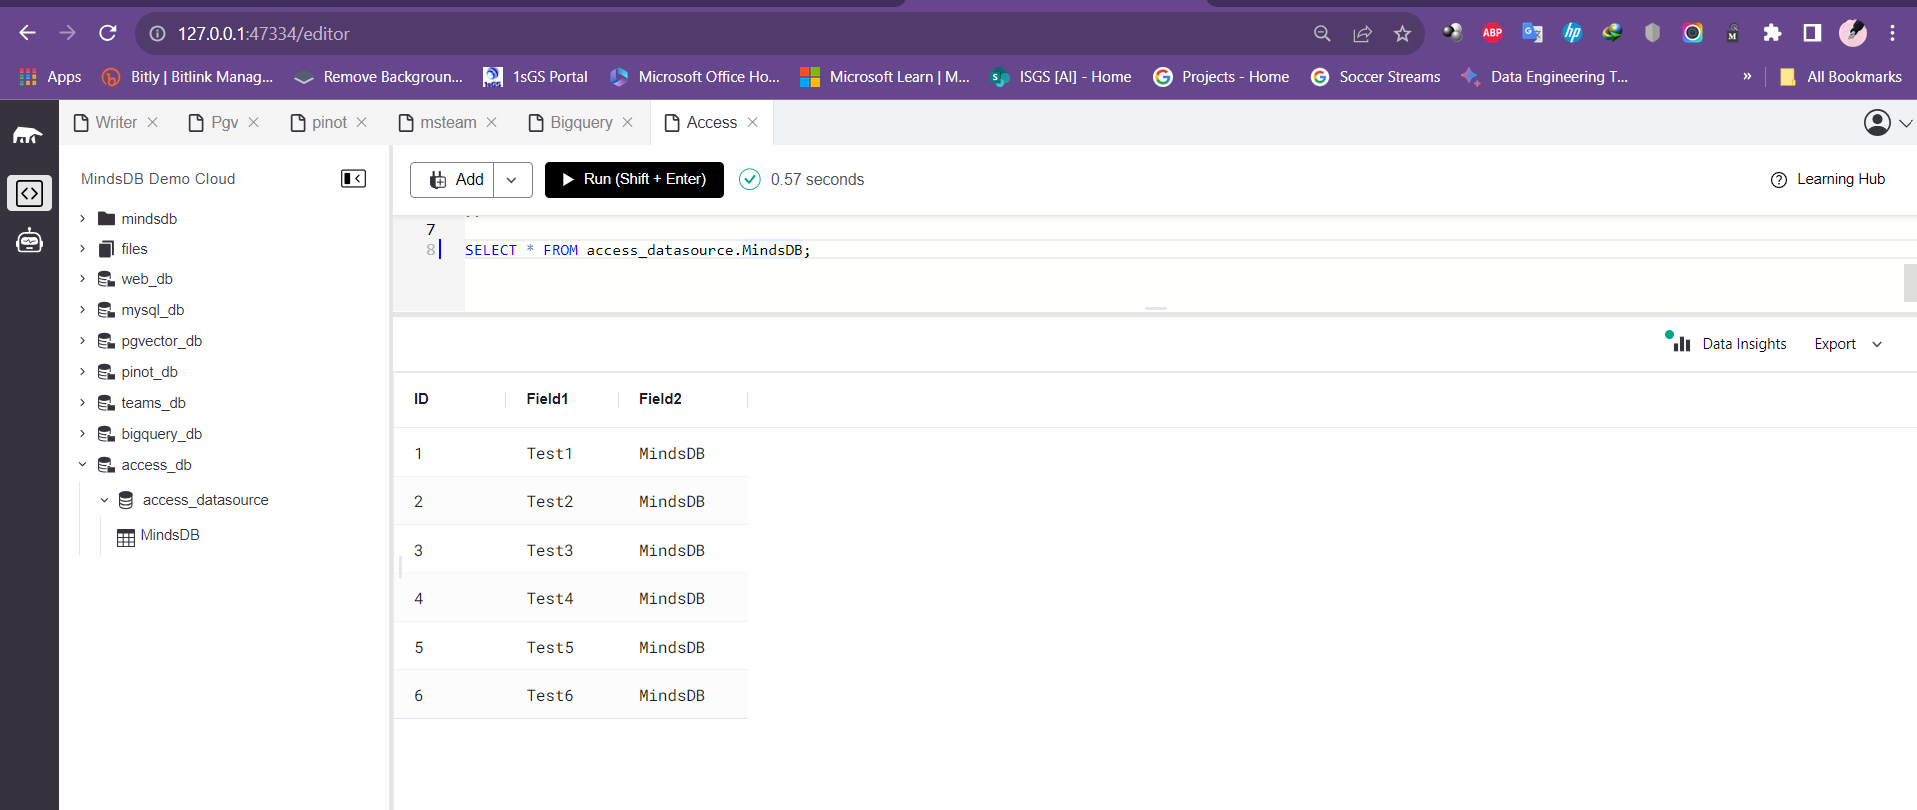 127.0.0.1:47334/editor
ABP
Apps
Bitly | Bitlink Manag...
Remove Backgroun...
1sGS Portal
Microsoft Office Ho...
Microsoft Learn | M...
ISGS [AI] - Home
Projects - Home
Soccer Streams
Data Engineering T...
»
All Bookmarks
Writer
Pgv
pinot
msteam
Bigquery
Access
MindsDB Demo Cloud
Add
Run (Shift + Enter)
0.57 seconds
Learning Hub
mindsdb
files
web_db
mysql_db
pgvector_db
pinot_db
teams_db
bigquery_db
access_db
access_datasource
MindsDB
7
8 SELECT * FROM access_datasource.MindsDB;
Data Insights
Export
ID Field1 Field2
1 Test1 MindsDB
2 Test2 MindsDB
3 Test3 MindsDB
4 Test4 MindsDB
5 Test5 MindsDB
6 Test6 MindsDB